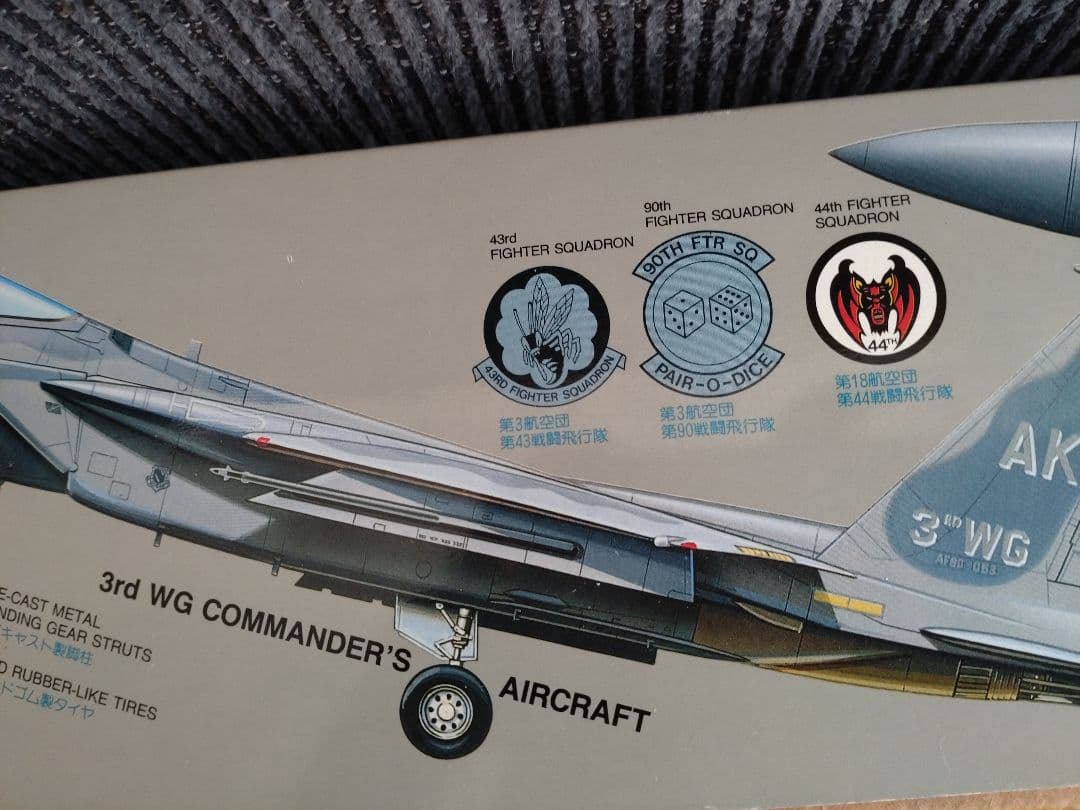 43rd
FIGHTER SQUADRON
43RD FIGHTER SQUADRON
第3航空団
第43戦闘飛行隊
90th
FIGHTER SQUADRON
90TH FTR SQ
PAIR-O-DICE
第3航空団
第90戦闘飛行隊
44th FIGHTER
SQUADRON
44TH
第18航空団
第44戦闘飛行隊
AK
3RD WG
AF80 053
3rd WG COMMANDER'S AIRCRAFT
E-CAST METAL
NDING GEAR STRUTS
キャスト製脚柱
D RUBBER-LIKE TIRES
ドゴム製タイヤ